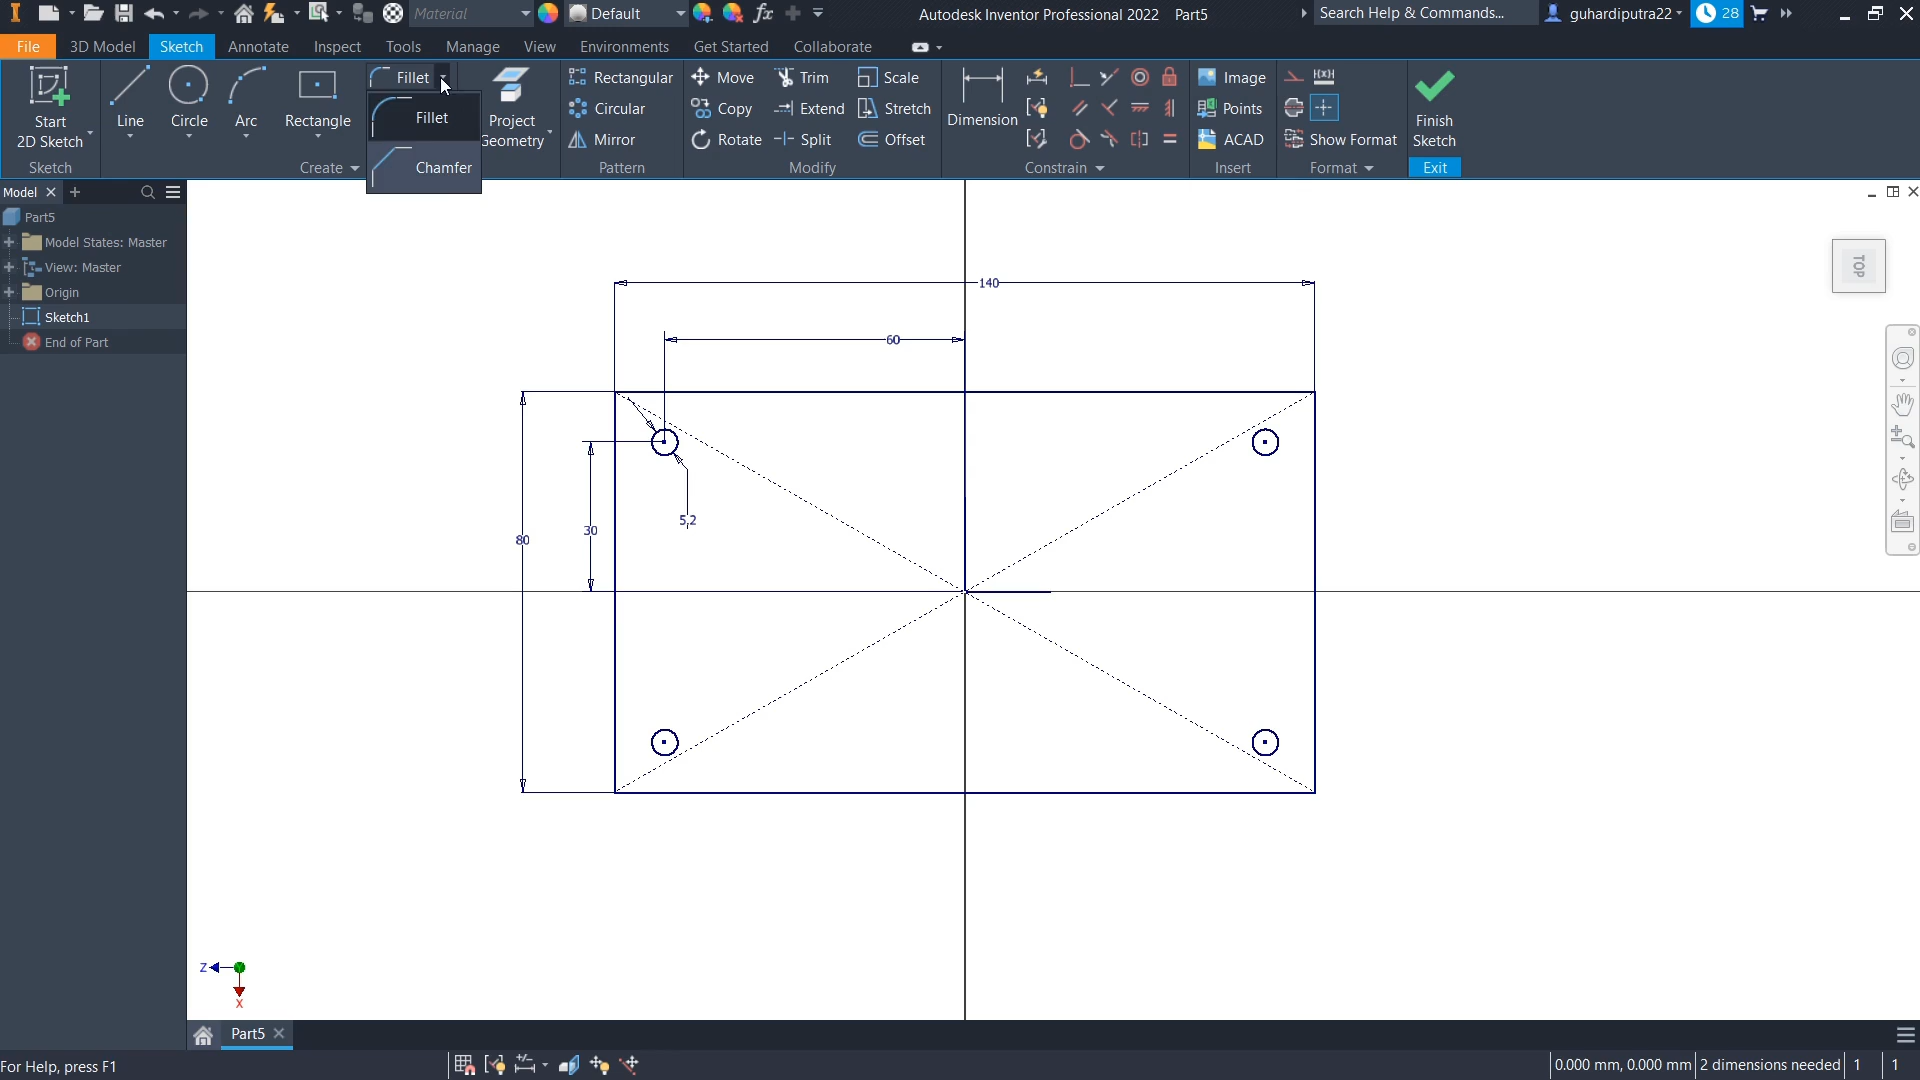 Material
Default
fx
Autodesk Inventor Professional 2022 Part5
Search Help & Commands...
guhardiputra22
28
File 3D Model Sketch Annotate Inspect Tools Manage View Environments Get Started Collaborate
Start
2D Sketch
Line
Circle
Arc
Rectangle
Fillet
Fillet
Chamfer
Project
Geometry
Rectangular
Circular
Mirror
Move
Copy
Rotate
Trim
Extend
Split
Scale
Stretch
Offset
Dimension
Image
Points
ACAD
Show Format
Finish
Sketch
Sketch
Create
Pattern
Modify
Constrain
Insert
Format
Exit
Model
Part5
Model States: Master
View: Master
Origin
Sketch1
End of Part
TOP
140
60
5,2
30
80
Z
X
Part5
For Help, press F1
0.000 mm, 0.000 mm 2 dimensions needed 1 1